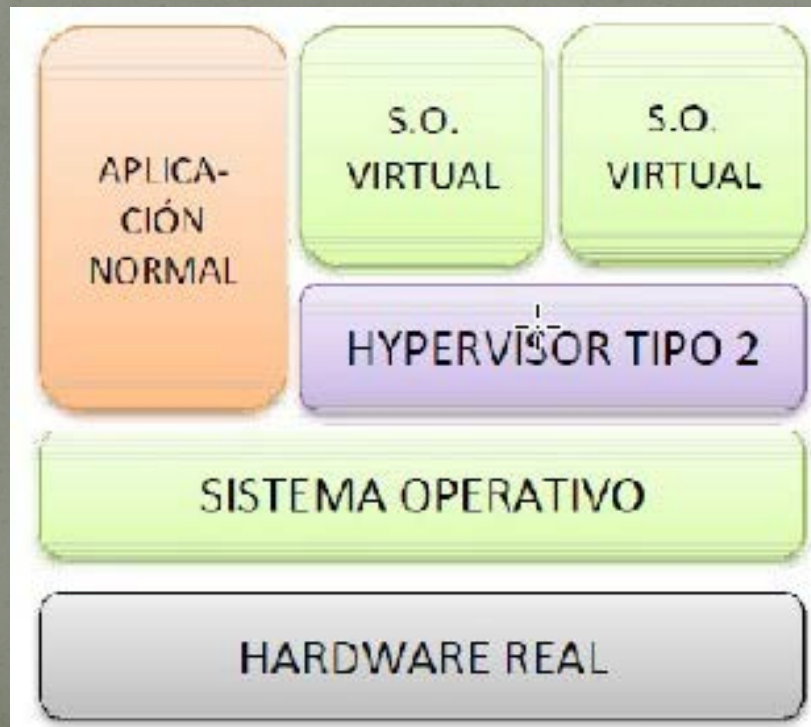 APLICA-
CIÓN
NORMAL
S.O.
VIRTUAL
S.O.
VIRTUAL
HYPERVISOR TIPO 2
SISTEMA OPERATIVO
HARDWARE REAL